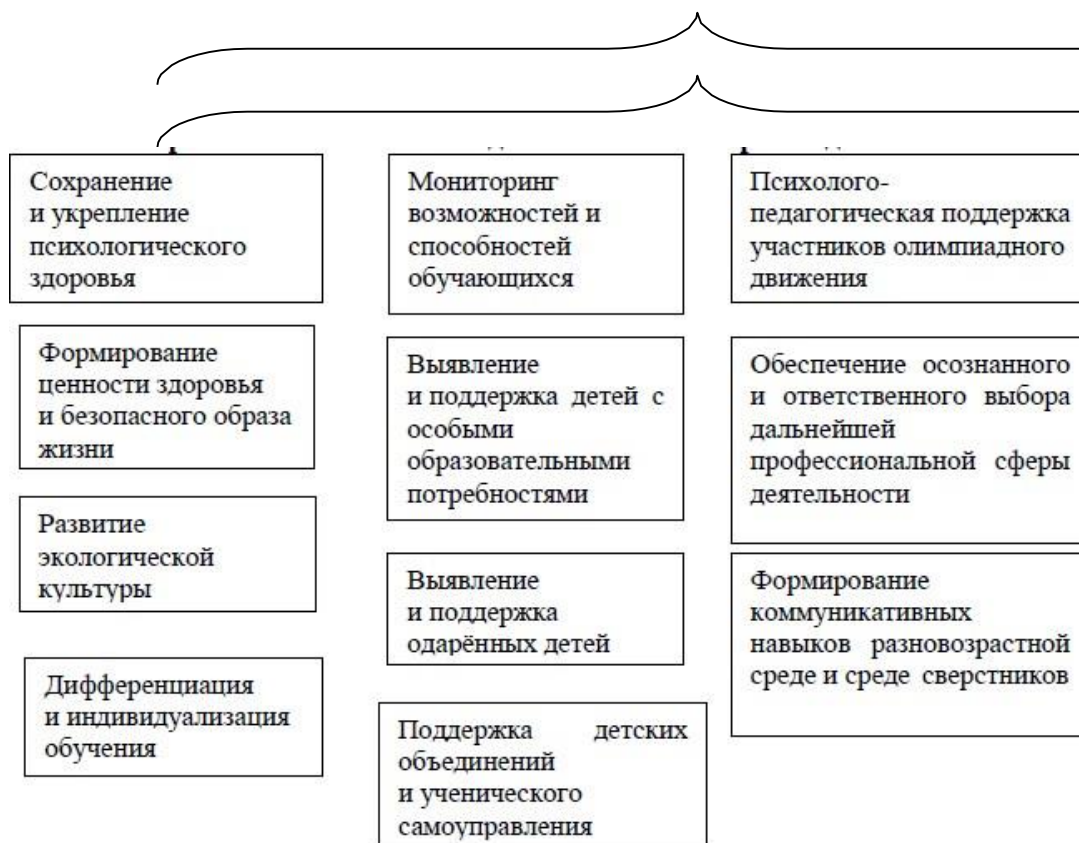 Сохранение
и укрепление
психологического
здоровья
Формирование
ценности здоровья
и безопасного образа
жизни
Развитие
экологической
культуры
Дифференциация
и индивидуализация
обучения
Мониторинг
возможностей и
способностей
обучающихся
Выявление
и поддержка детей с
особыми
образовательными
потребностями
Выявление
и поддержка
одарённых детей
Поддержка детских
объединений
и ученического
самоуправления
Психолого-
педагогическая поддержка
участников олимпиадного
движения
Обеспечение осознанного
и ответственного выбора
дальнейшей
профессиональной сферы
деятельности
Формирование
коммуникативных
навыков разновозрастной
среде и среде сверстников